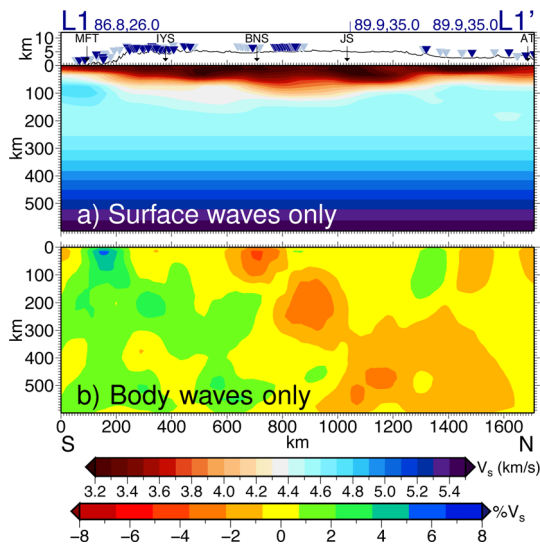 L1 86.8,26.0 89.9,35.0 89.9,35.0 L1’
10
5
0
km
MFT IYS BNS JS AT
0
100
200
300
400
500
km
a) Surface waves only
0
100
200
300
400
500
km
b) Body waves only
0 200 400 600 800 1000 1200 1400 1600
S km N
Vs (km/s)
3.2 3.4 3.6 3.8 4.0 4.2 4.4 4.6 4.8 5.0 5.2 5.4
%Vs
−8 −6 −4 −2 0 2 4 6 8